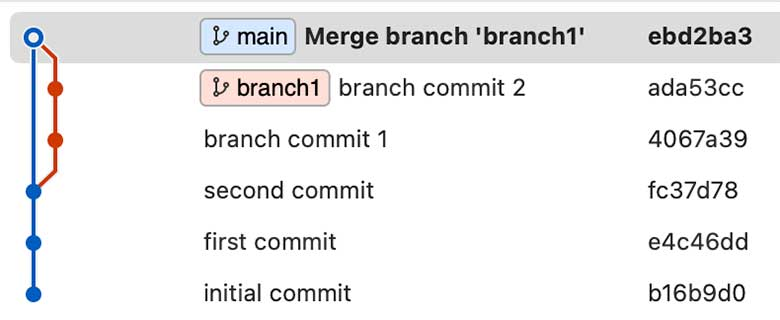 main Merge branch 'branch1' ebd2ba3
branch1 branch commit 2 ada53cc
branch commit 1 4067a39
second commit fc37d78
first commit e4c46dd
initial commit b16b9d0